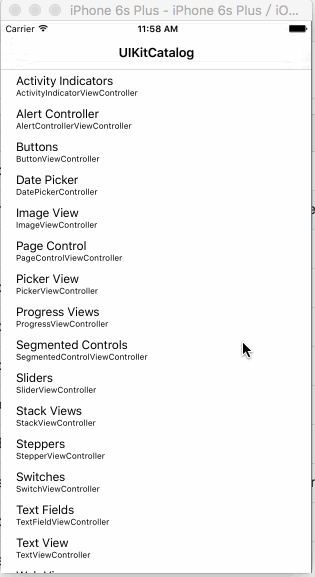 iPhone 6s Plus - iPhone 6s Plus / iO...
Carrier 11:58 AM
UIKitCatalog
Activity Indicators
ActivityIndicatorViewController
Alert Controller
AlertControllerViewController
Buttons
ButtonViewController
Date Picker
DatePickerController
Image View
ImageViewController
Page Control
PageControlViewController
Picker View
PickerViewController
Progress Views
ProgressViewController
Segmented Controls
SegmentedControlViewController
Sliders
SliderViewController
Stack Views
StackViewController
Steppers
StepperViewController
Switches
SwitchViewController
Text Fields
TextFieldViewController
Text View
TextViewController